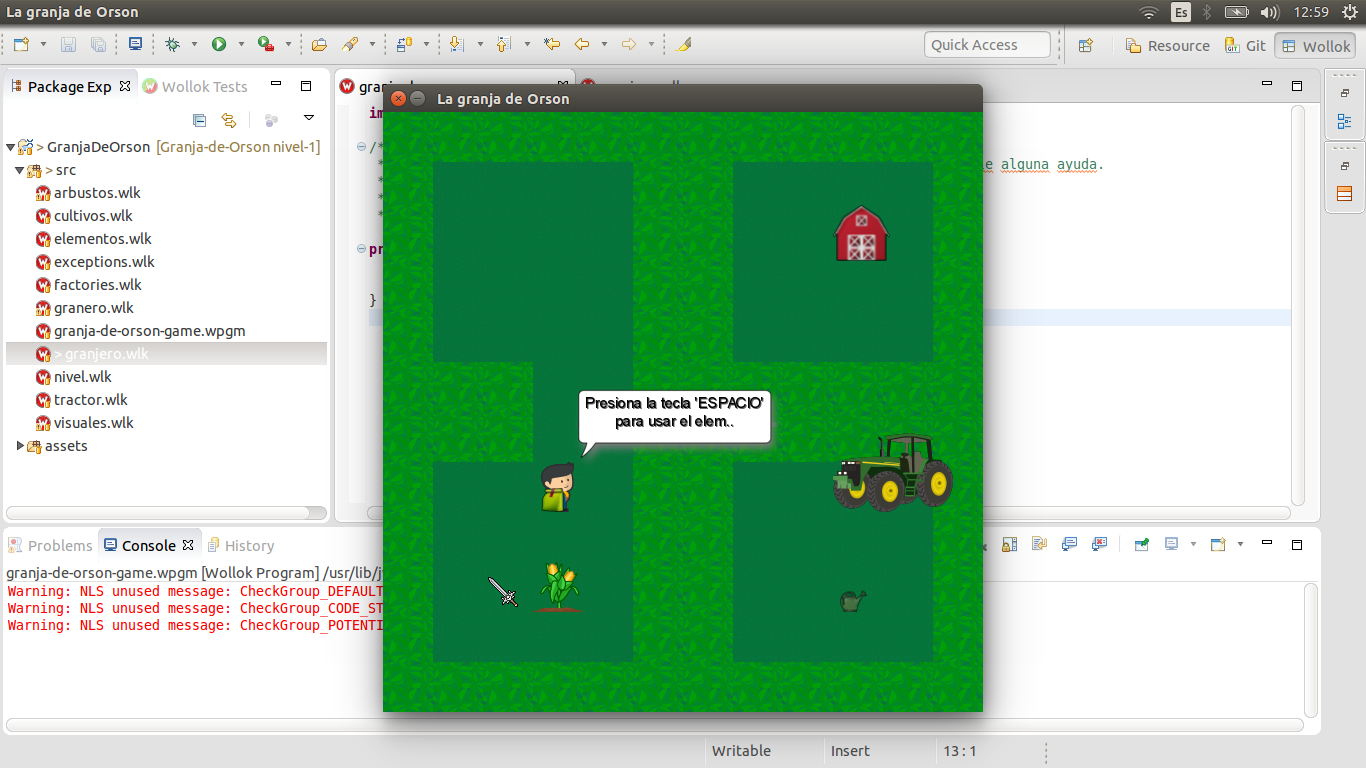 La granja de Orson
Es
12:59
Quick Access
Resource
Git
Wollok
Package Exp
Wollok Tests
GranjaDeOrson [Granja-de-Orson nivel-1]
> src
arbustos.wlk
cultivos.wlk
elementos.wlk
exceptions.wlk
factories.wlk
granero.wlk
granja-de-orson-game.wpgm
> granjero.wlk
nivel.wlk
tractor.wlk
visuales.wlk
assets
im
/*
* alguna ayuda.
*
*
*
pr
}
La granja de Orson
Presiona la tecla 'ESPACIO'
para usar el elem..
Problems
Console
History
granja-de-orson-game.wpgm [Wollok Program] /usr/lib/j
Warning: NLS unused message: CheckGroup_DEFAULT
Warning: NLS unused message: CheckGroup_CODE_ST
Warning: NLS unused message: CheckGroup_POTENTI
Writable
Insert
13 : 1